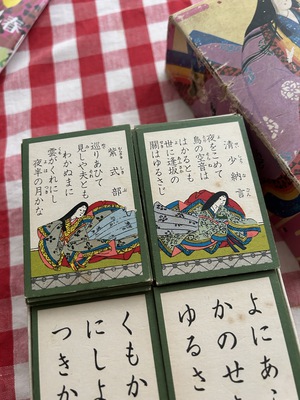 清少納言
夜をこめて
鳥の空音は
はかるとも
世に逢坂の
関はゆるさじ
紫式部
巡りあひて
見しや夫とも
わかぬまに
雲がくれにし
夜半の月かな
よにあ
かのせ
ゆるさ
くもか
にしよ
つきか